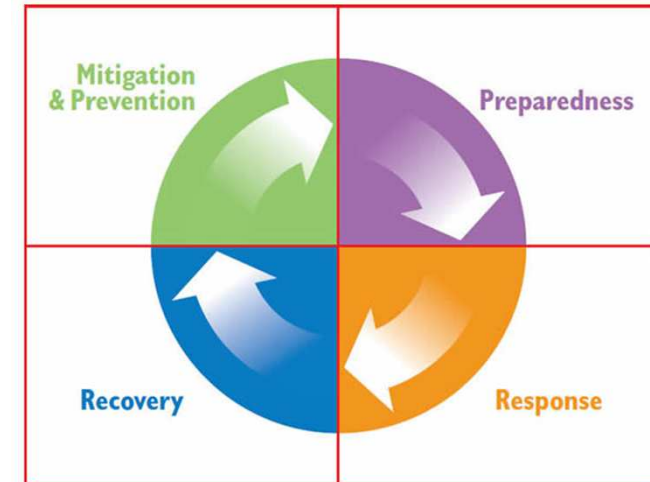 Mitigation
& Prevention
Preparedness
Recovery
Response